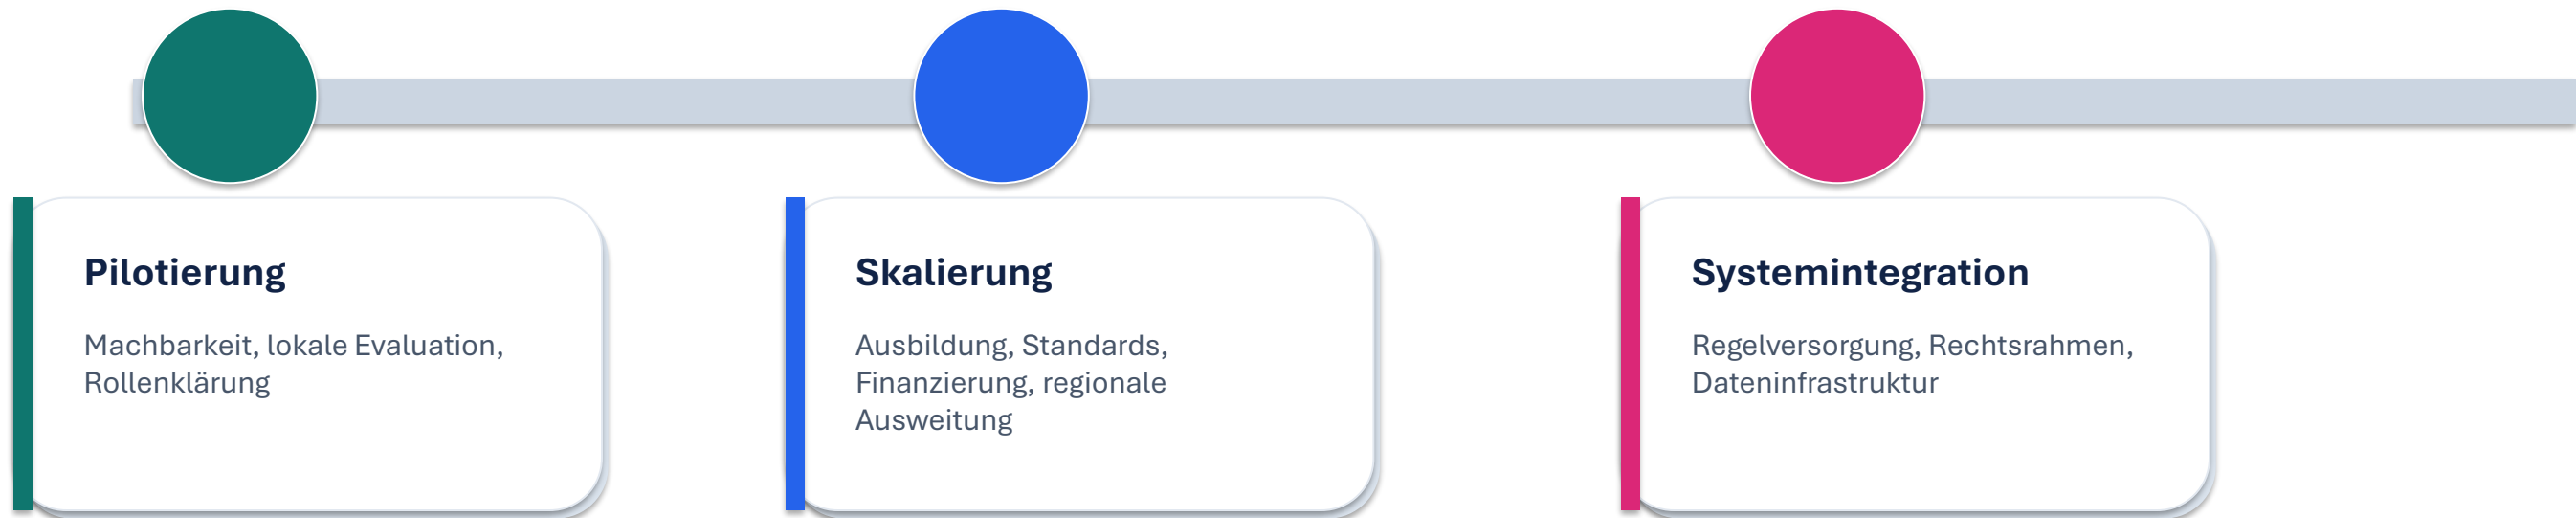 Pilotierung
Machbarkeit, lokale Evaluation,
Rollenklärung
Skalierung
Ausbildung, Standards,
Finanzierung, regionale
Ausweitung
Systemintegration
Regelversorgung, Rechtsrahmen,
Dateninfrastruktur